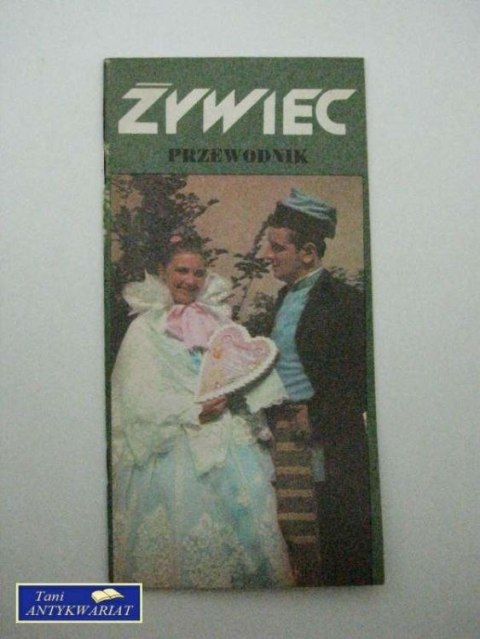 ŻYWIEC
PRZEWODNIK
Tani
ANTYKWARIAT